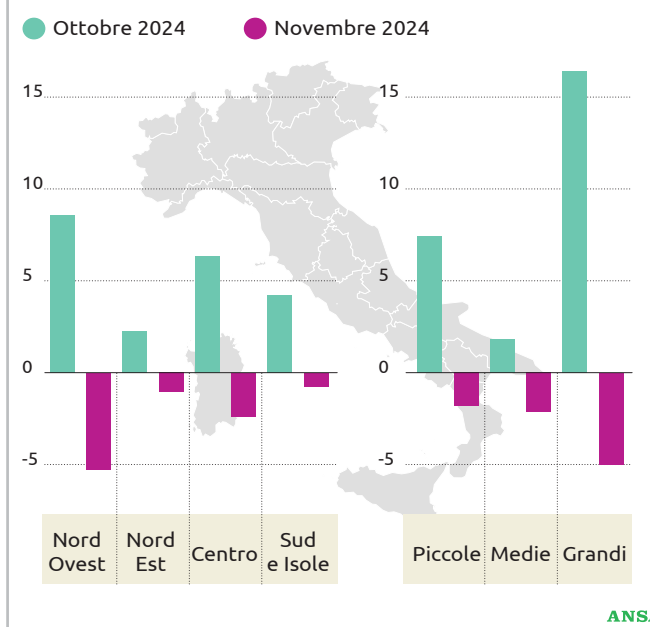 Ottobre 2024
Novembre 2024
15
10
5
0
-5
15
10
5
0
-5
Nord
Ovest
Nord
Est
Centro
Sud
e Isole
Piccole
Medie
Grandi
ANSA